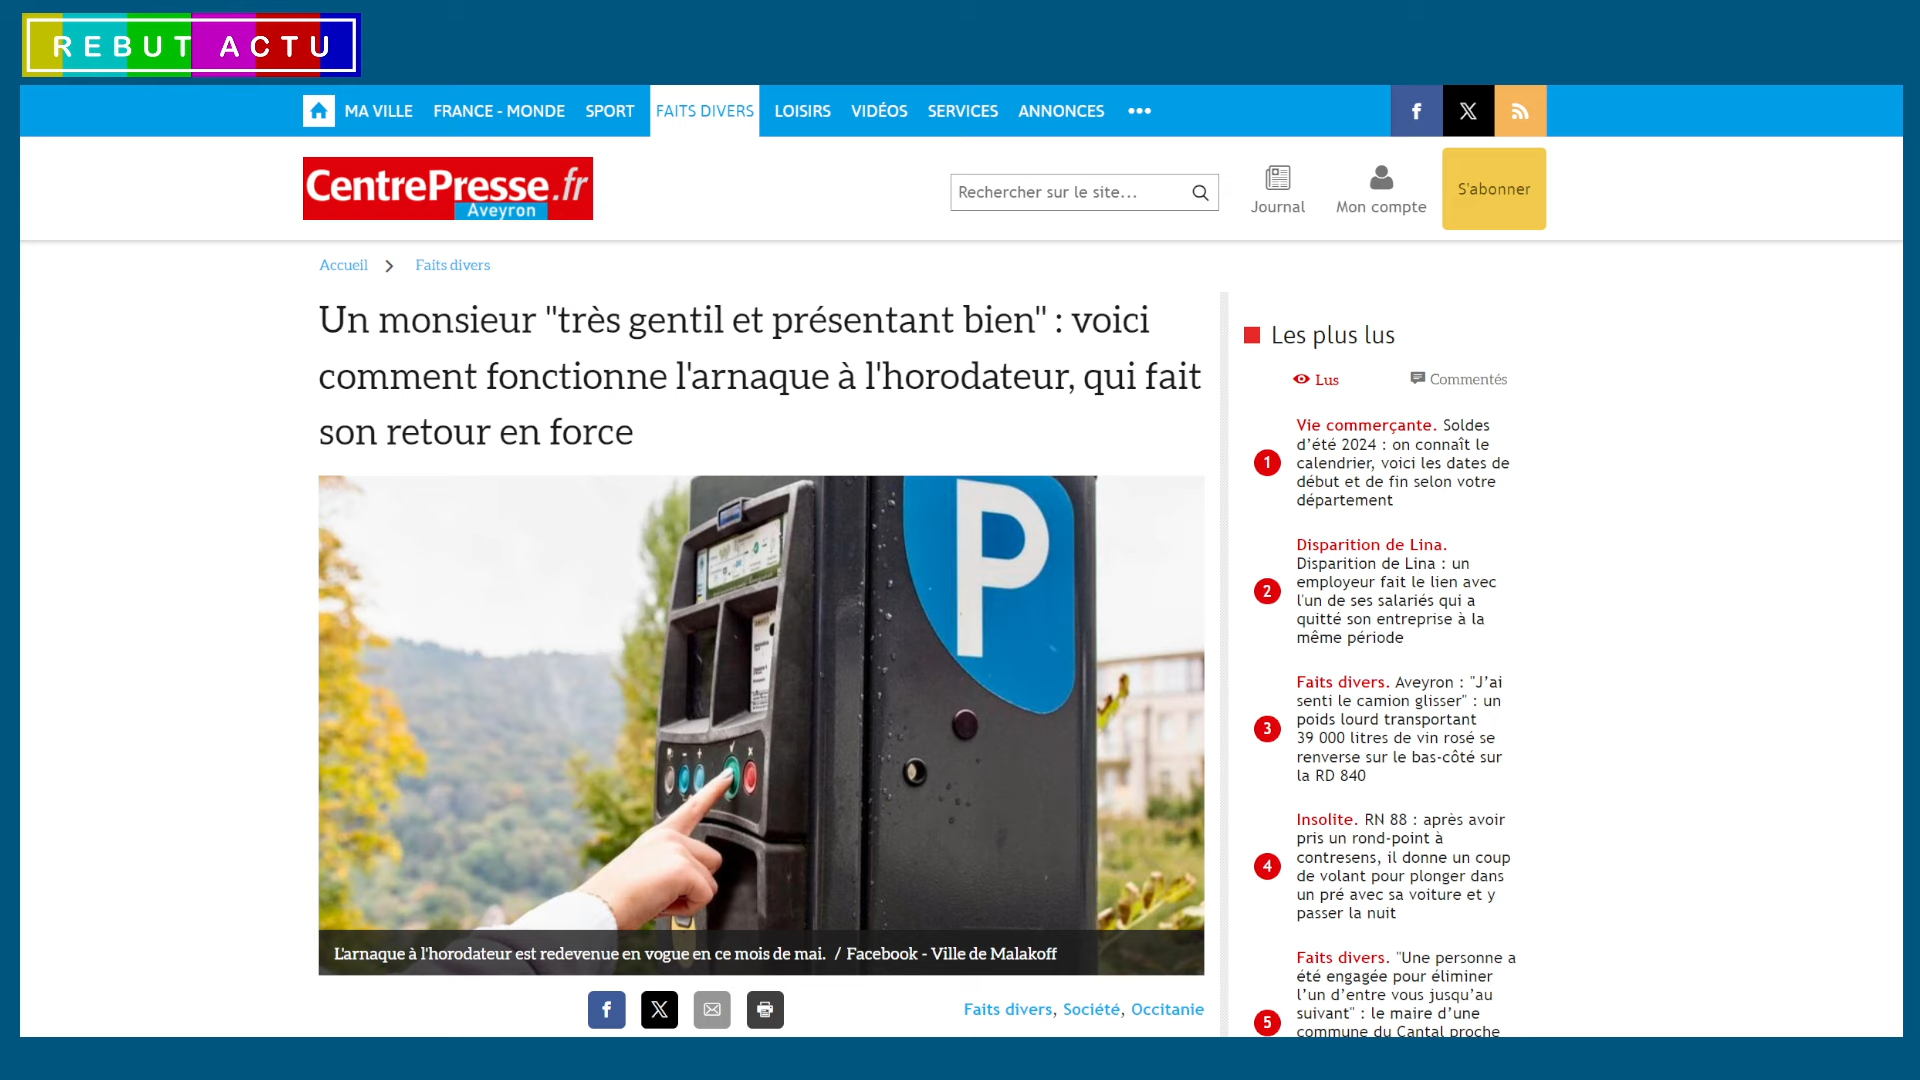 REBUT ACTU
MA VILLE FRANCE - MONDE SPORT FAITS DIVERS LOISIRS VIDÉOS SERVICES ANNONCES •••
CentrePresse.fr
Aveyron
Rechercher sur le site...
Journal
Mon compte
S'abonner
Accueil > Faits divers
Un monsieur "très gentil et présentant bien" : voici
comment fonctionne l'arnaque à l'horodateur, qui fait
son retour en force
P
L'arnaque à l'horodateur est redevenue en vogue en ce mois de mai. / Facebook - Ville de Malakoff
Faits divers, Société, Occitanie
Les plus lus
Lus
Commentés
1
Vie commerçante. Soldes
d’été 2024 : on connaît le
calendrier, voici les dates de
début et de fin selon votre
département
2
Disparition de Lina.
Disparition de Lina : un
employeur fait le lien avec
l'un de ses salariés qui a
quitté son entreprise à la
même période
3
Faits divers. Aveyron : "J’ai
senti le camion glisser" : un
poids lourd transportant
39 000 litres de vin rosé se
renverse sur le bas-côté sur
la RD 840
4
Insolite. RN 88 : après avoir
pris un rond-point à
contresens, il donne un coup
de volant pour plonger dans
un pré avec sa voiture et y
passer la nuit
5
Faits divers. "Une personne a
été engagée pour éliminer
l’un d’entre vous jusqu’au
suivant" : le maire d’une
commune du Cantal proche